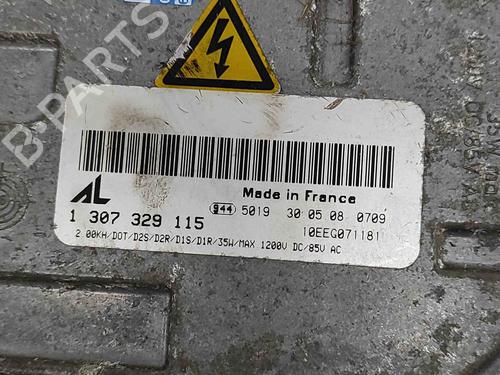 B-PARTS
AL
Made in France
1 307 329 115
944 5019 30.05.08 0709
10EEG071181
2.00KH/DOT/D2S/D2R/D1S/D1R/35W/MAX 1200V DC/85V AC